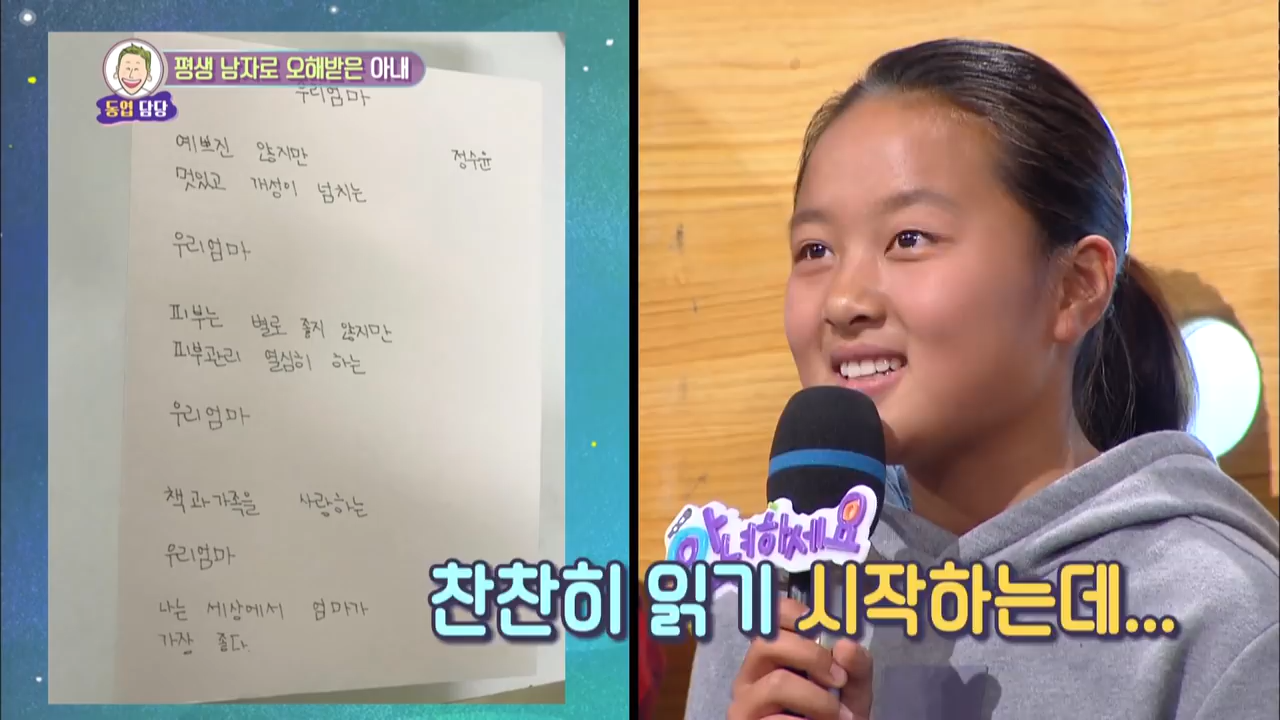 평생 남자로 오해받은 아내
동엽 담당
우리엄마
예쁘진 않지만
정수윤
멋있고 개성이 넘치는
우리엄마
피부는 별로 좋지 않지만
피부관리 열심히 하는
우리엄마
책과 가족을 사랑하는
우리엄마
나는 세상에서 엄마가
가장 좋다.
안녕하세요
찬찬히 읽기 시작하는데...